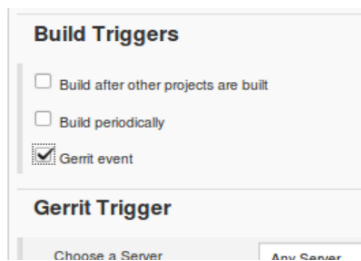 Build Triggers
Build after other projects are built
Build periodically
Gerrit event
Gerrit Trigger
Choose a Server
Any Server